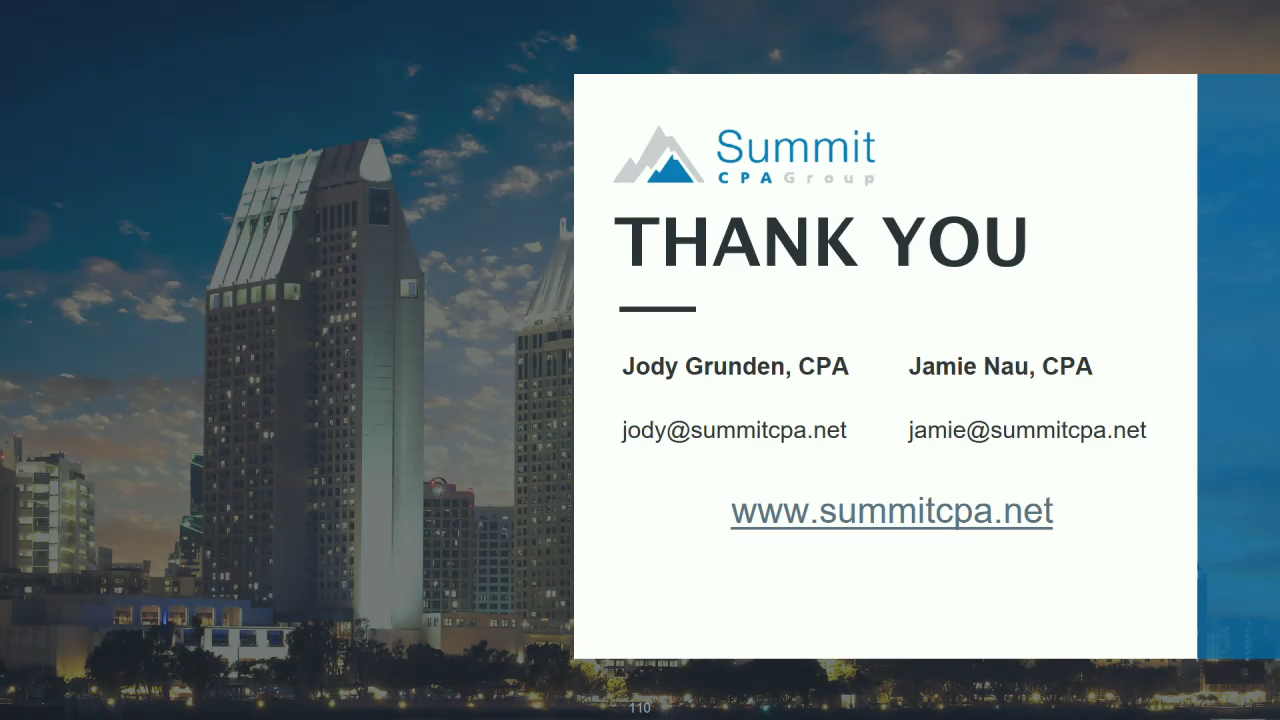 Summit
CPA Group
THANK YOU
Jody Grunden, CPA
Jamie Nau, CPA
jody@summitcpa.net
jamie@summitcpa.net
www.summitcpa.net
110